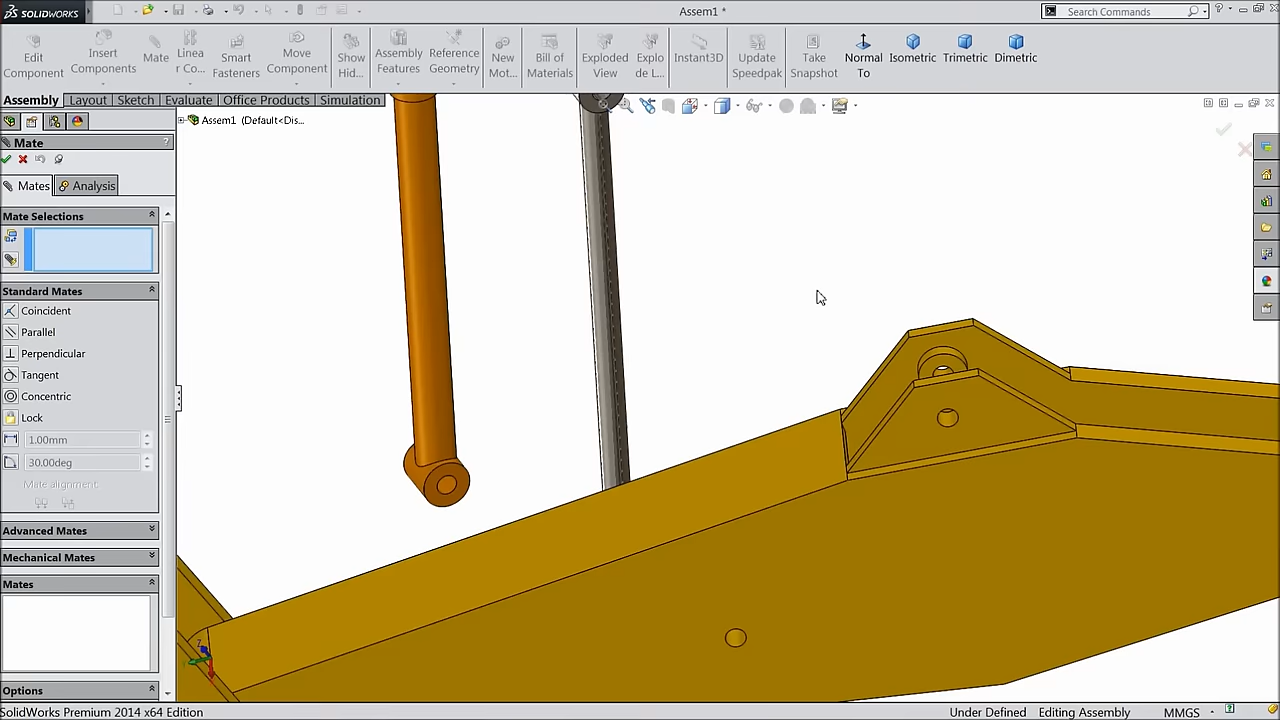 SOLIDWORKS
Assem1 *
Search Commands
Edit Component
Insert Components
Mate
Linea r Co...
Smart Fasteners
Move Component
Show Hid...
Assembly Features
Reference Geometry
New Mot...
Bill of Materials
Exploded View
Explo de L...
Instant3D
Update Speedpak
Take Snapshot
Normal To
Isometric
Trimetric
Dimetric
Assembly
Layout
Sketch
Evaluate
Office Products
Simulation
Assem1 (Default<Dis...
Mate
?
Mates
Analysis
Mate Selections
Standard Mates
Coincident
Parallel
Perpendicular
Tangent
Concentric
Lock
1.00mm
30.00deg
Mate alignment:
Advanced Mates
Mechanical Mates
Mates
Options
Z
SolidWorks Premium 2014 x64 Edition
Under Defined
Editing Assembly
MMGS